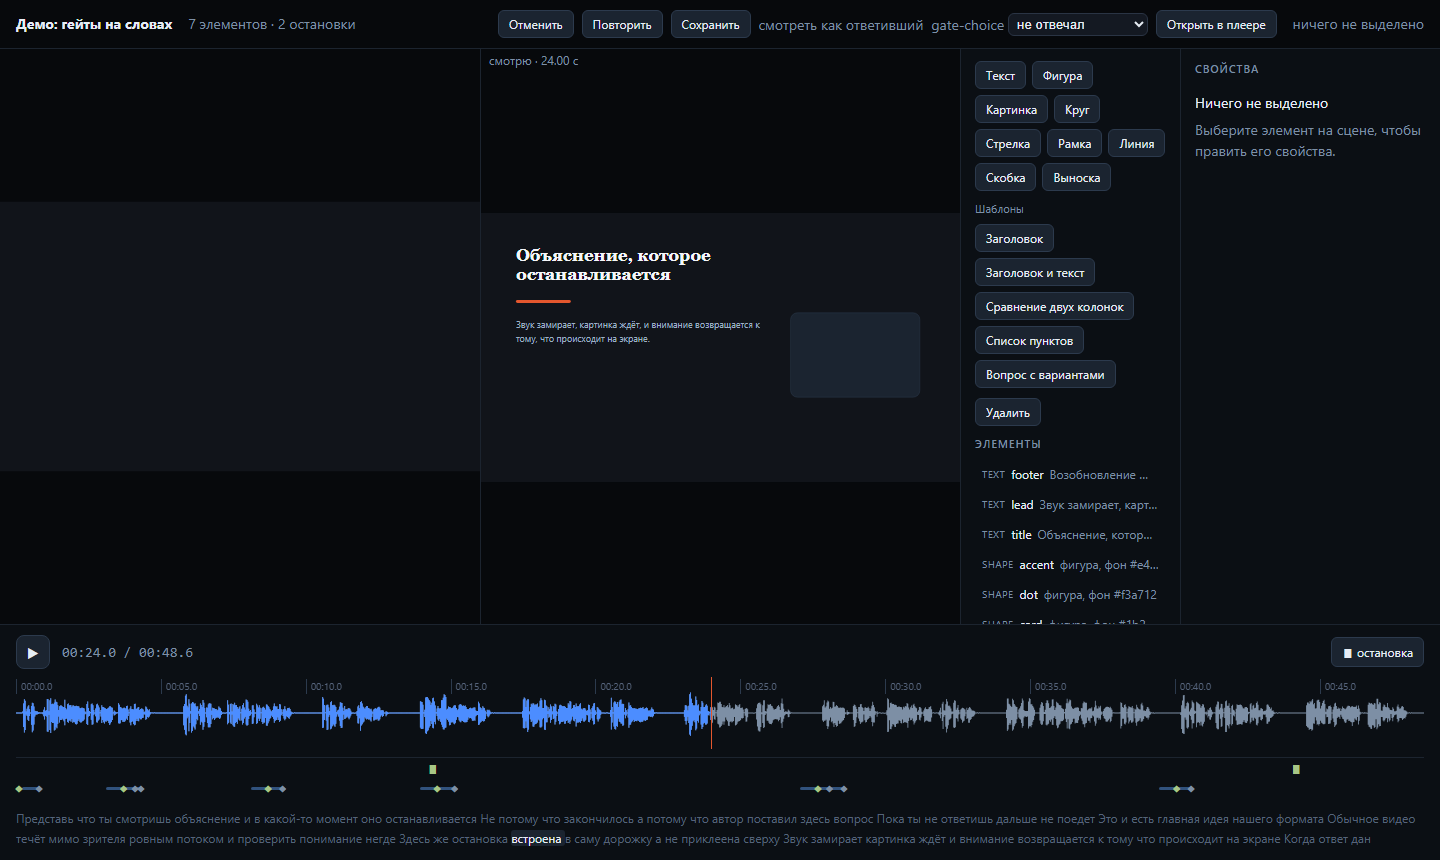 Демо: гейты на словах 7 элементов · 2 остановки Отменить Повторить Сохранить смотреть как ответивший gate-choice не отвечал Открыть в плеере ничего не выделено
смотрю · 24.00 с
Объяснение, которое
останавливается
Звук замирает, картинка ждёт, и внимание возвращается к
тому, что происходит на экране.
Текст Фигура
Картинка Круг
Стрелка Рамка Линия
Скобка Выноска
Шаблоны
Заголовок
Заголовок и текст
Сравнение двух колонок
Список пунктов
Вопрос с вариантами
Удалить
ЭЛЕМЕНТЫ
TEXT footer Возобновление ...
TEXT lead Звук замирает, карт...
TEXT title Объяснение, котор...
SHAPE accent фигура, фон #e4...
SHAPE dot фигура, фон #f3a712
СВОЙСТВА
Ничего не выделено
Выберите элемент на сцене, чтобы
править его свойства.
00:24.0 / 00:48.6 остановка
00:00.0 00:05.0 00:10.0 00:15.0 00:20.0 00:25.0 00:30.0 00:35.0 00:40.0 00:45.0
Представь что ты смотришь объяснение и в какой-то момент оно останавливается Не потому что закончилось а потому что автор поставил здесь вопрос Пока ты не ответишь дальше не поедет Это и есть главная идея нашего формата Обычное видео
течёт мимо зрителя ровным потоком и проверить понимание негде Здесь же остановка встроена в саму дорожку а не приклеена сверху Звук замирает картинка ждёт и внимание возвращается к тому что происходит на экране Когда ответ дан